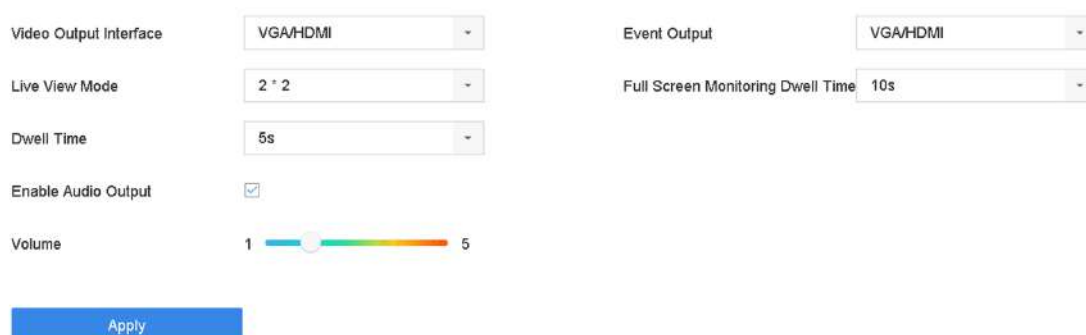 Video Output Interface VGA/HDMI Event Output VGA/HDMI
Live View Mode 2 * 2 Full Screen Monitoring Dwell Time 10s
Dwell Time 5s
Enable Audio Output
Volume 1 5
Apply